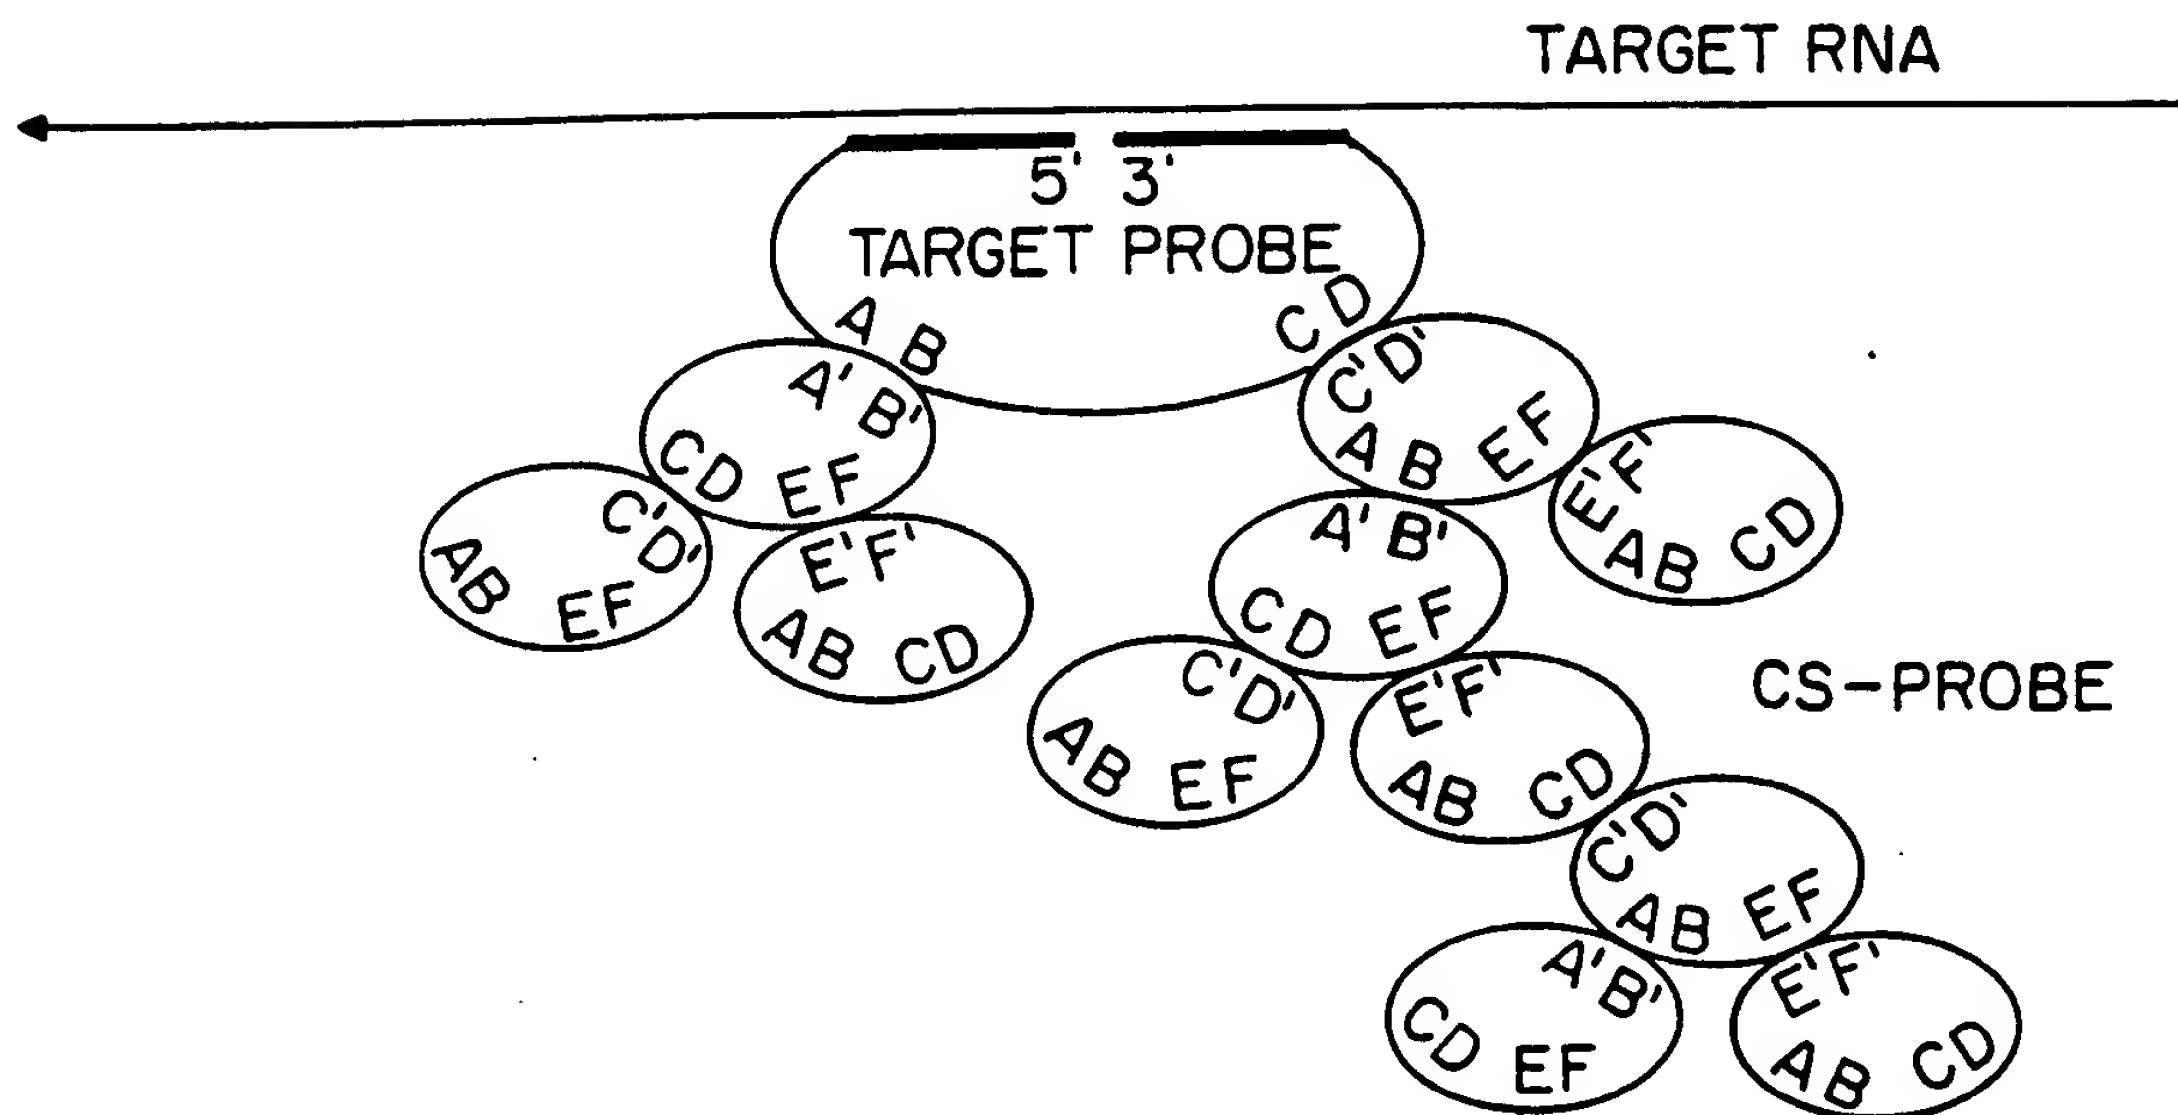 TARGET RNA
5' 3'
TARGET PROBE
A B
C D
A' B'
CD EF
C'D'
AB EF
C'D'
AB EF
E'F'
AB CD
E'F'
AB CD
A' B'
CD EF
C'D'
AB EF
E'F'
AB CD
CS-PROBE
C'D'
AB EF
A'B'
CD EF
E'F'
AB CD